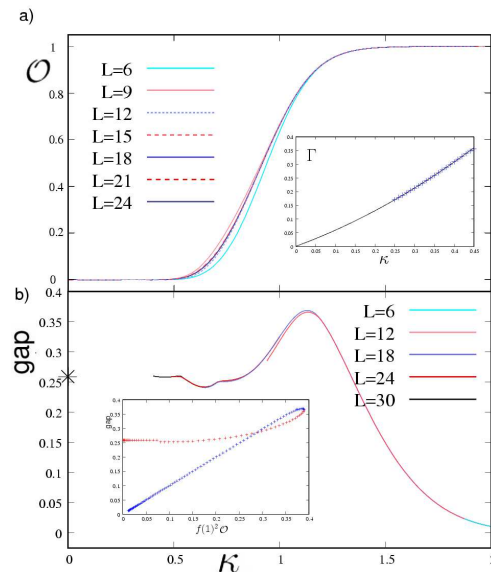 a)
𝒪
1
0.8
0.6
0.4
0.2
0
L=6
L=9
L=12
L=15
L=18
L=21
L=24
Γ
0.4
0.35
0.3
0.25
0.2
0.15
0.1
0.05
0
0 0.05 0.1 0.15 0.2 0.25 0.3 0.35 0.4 0.45
κ
b)
gap
0.4
0.35
0.3
0.25
0.2
0.15
0.1
0.05
0
L=6
L=12
L=18
L=24
L=30
gap
0.4
0.35
0.3
0.25
0.2
0.15
0.1
0.05
0
0 0.05 0.1 0.15 0.2 0.25 0.3 0.35 0.4
f(1)²𝒪
0 0.5 1 1.5 2
κ